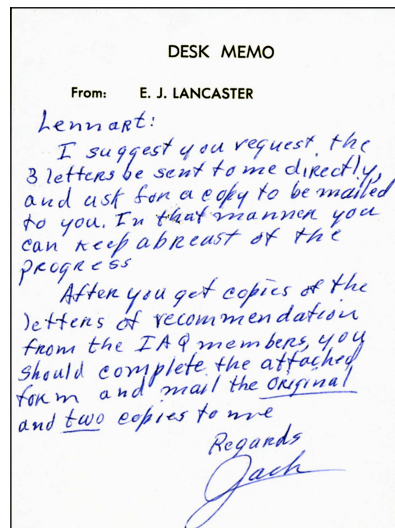 DESK MEMO
From: E. J. LANCASTER
Lennart:
I suggest you request the
3 letters be sent to me directly,
and ask for a copy to be mailed
to you. In that manner you
can keep abreast of the
progress
After you get copies of the
letters of recommendation
from the IAQ members, you
should complete the attached
form and mail the original
and two copies to me
Regards
Jack